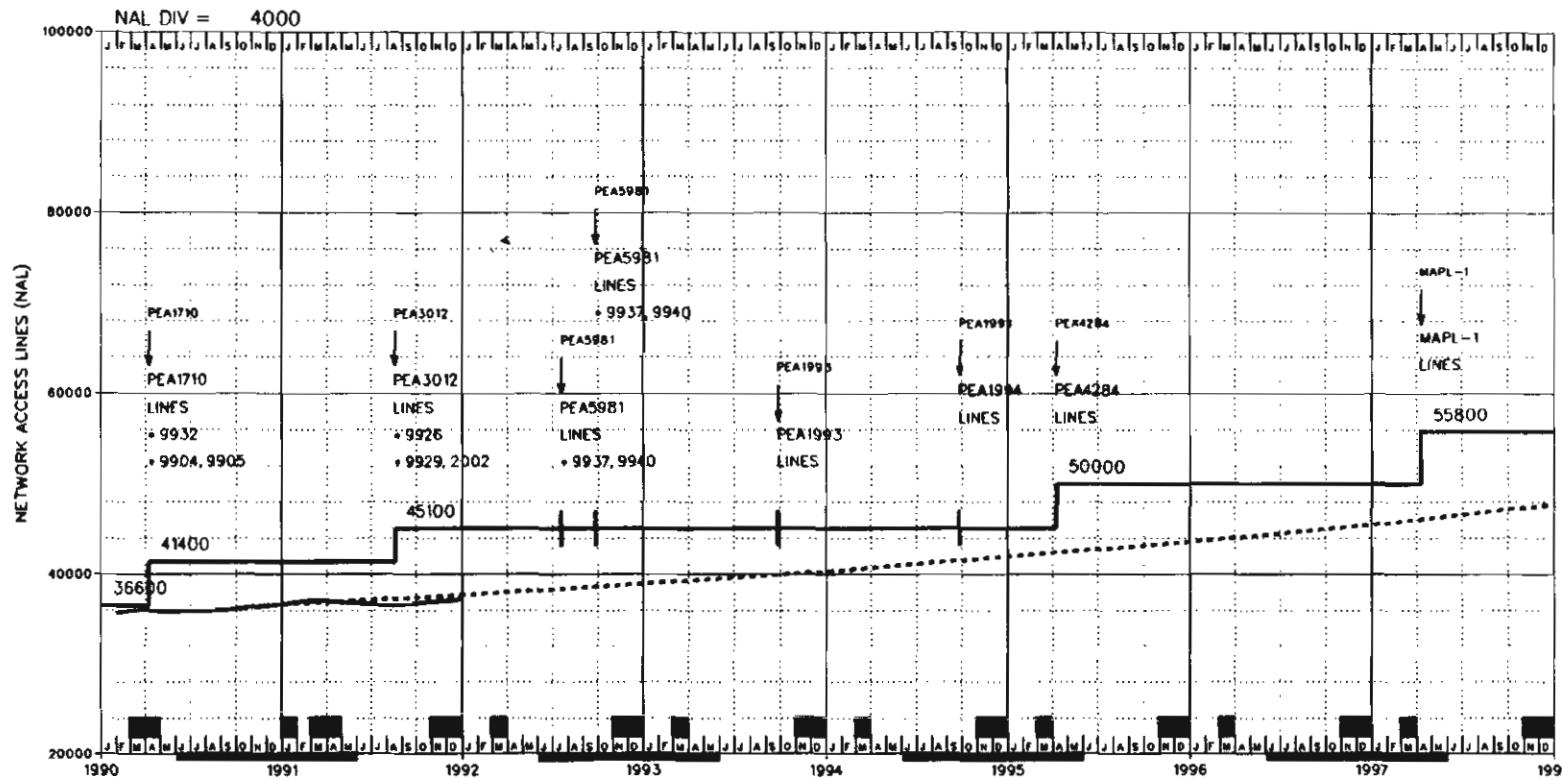 NAL DIV = 4000
100000
J F M A M J J A S O N D J F M A M J J A S O N D J F M A M J J A S O N D J F M A M J J A S O N D J F M A M J J A S O N D J F M A M J J A S O N D J F M A M J J A S O N D J F M A M J J A S O N D
PEA5981
80000
PEA5981
LINES
• 9937, 9940
MAPL-1
PEA1710
PEA3012
PEA5981
PEA1993
PEA4284
MAPL-1
LINES
PEA1993
PEA1710
LINES
• 9932
• 9904, 9905
PEA3012
LINES
• 9926
• 9929, 2002
60000
PEA5981
LINES
• 9937, 9940
PEA1994
LINES
PEA4284
LINES
PEA1993
LINES
55800
50000
45100
41400
40000
36600
NETWORK ACCESS LINES (NAL)
20000
J F M A M J J A S O N D J F M A M J J A S O N D J F M A M J J A S O N D J F M A M J J A S O N D J F M A M J J A S O N D J F M A M J J A S O N D J F M A M J J A S O N D J F M A M J J A S O N D
1990 1991 1992 1993 1994 1995 1996 1997 199